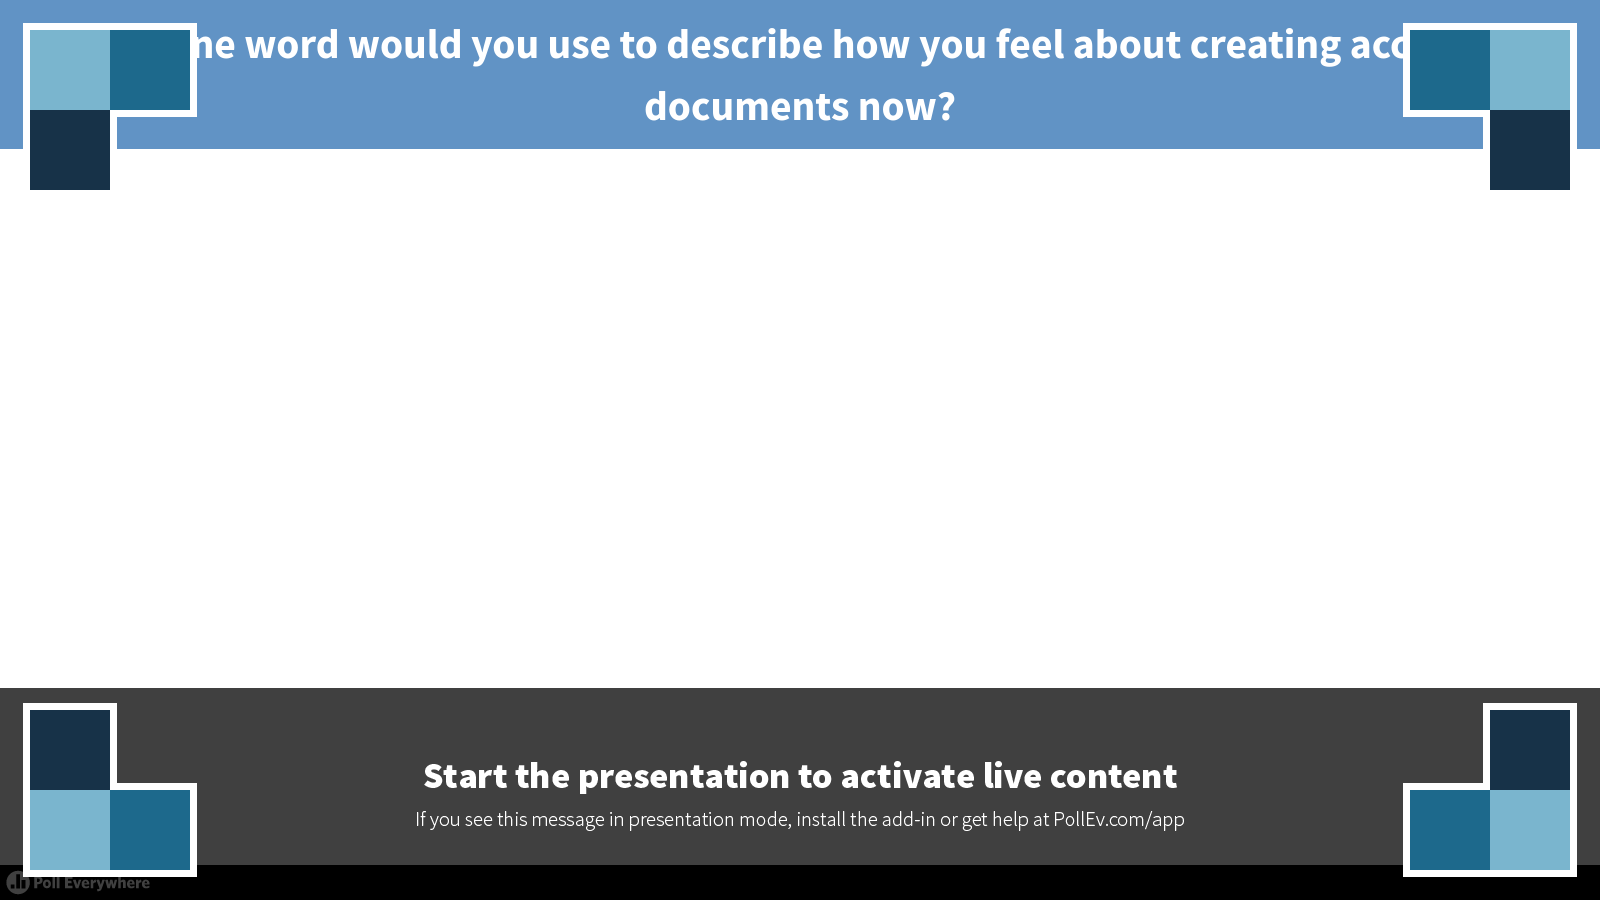 word would you use to describe how you feel about creating
documents now?
Start the presentation to activate live content
If you see this message in presentation mode, install the add-in or get help at PollEv.com/app
Poll Everywhere